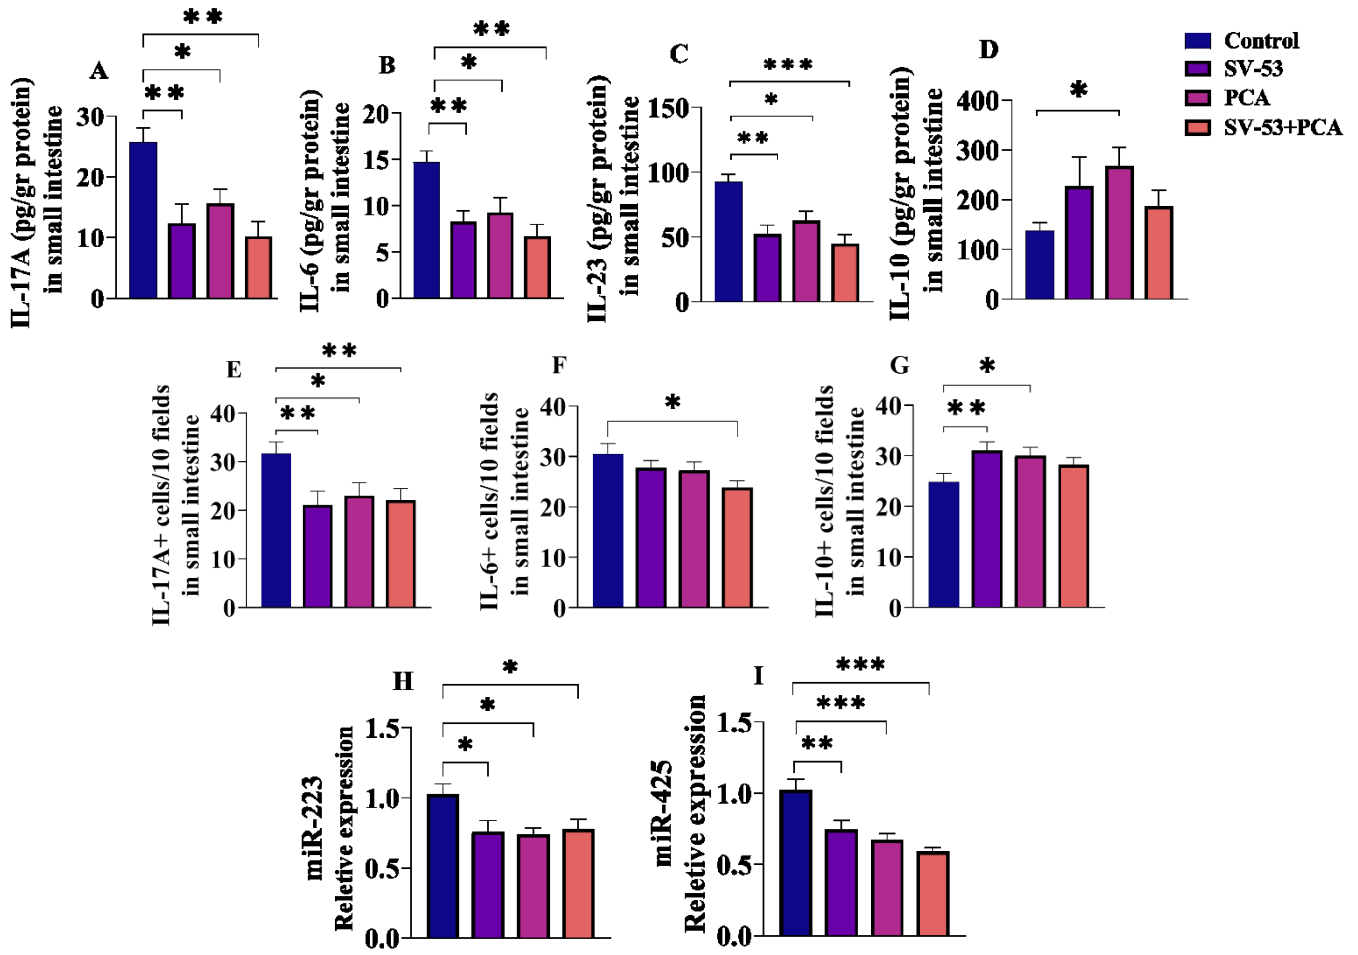 A
IL-17A (pg/gr protein)
in small intestine
30
20
10
0
**
*
**
B
IL-6 (pg/gr protein)
in small intestine
20
15
10
5
0
**
*
**
C
IL-23 (pg/gr protein)
in small intestine
150
100
50
0
***
*
**
D
IL-10 (pg/gr protein)
in small intestine
400
300
200
100
0
*
Control
SV-53
PCA
SV-53+PCA
E
IL-17A+ cells/10 fields
in small intestine
40
30
20
10
0
**
*
**
F
IL-6+ cells/10 fields
in small intestine
40
30
20
10
0
*
G
IL-10+ cells/10 fields
in small intestine
40
30
20
10
0
*
**
H
miR-223
Reletive expression
1.5
1.0
0.5
0.0
*
*
*
I
miR-425
Reletive expression
1.5
1.0
0.5
0.0
***
***
**